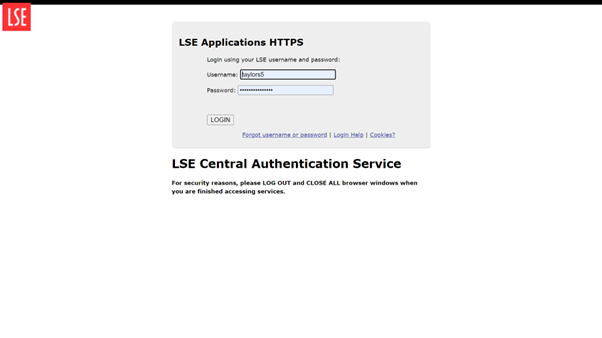 LSE
LSE Applications HTTPS
Login using your LSE username and password:
Username: taylors5
Password: •••••••••••••••
LOGIN
Forgot username or password | Login Help | Cookies?
LSE Central Authentication Service
For security reasons, please LOG OUT and CLOSE ALL browser windows when
you are finished accessing services.